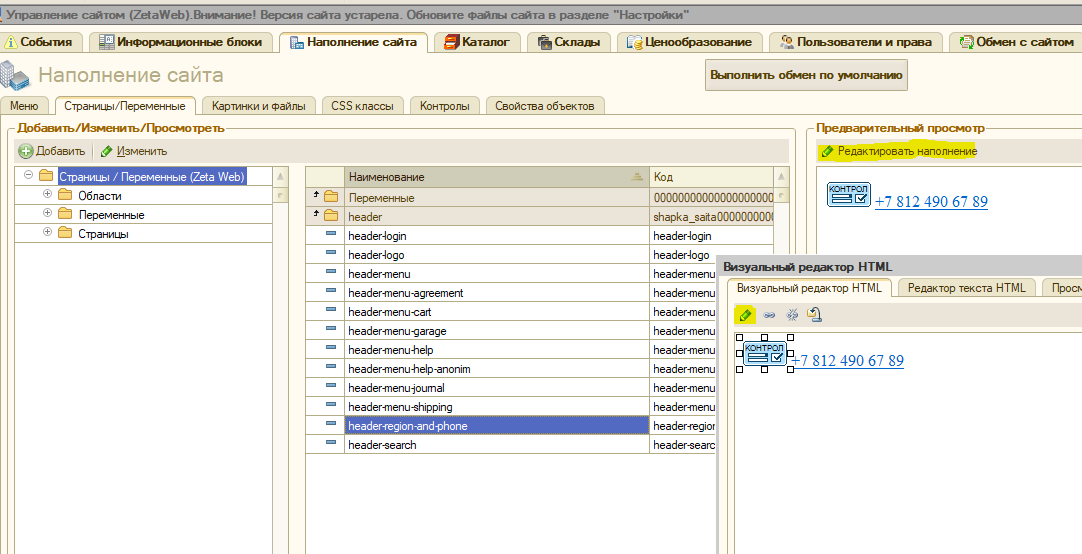 Управление сайтом (ZetaWeb).Внимание! Версия сайта устарела. Обновите файлы сайта в разделе "Настройки"
События Информационные блоки Наполнение сайта Каталог Склады Ценообразование Пользователи и права Обмен с сайтом
Наполнение сайта Выполнить обмен по умолчанию
Меню Страницы/Переменные Картинки и файлы CSS классы Контролы Свойства объектов
Добавить/Изменить/Просмотреть Предварительный просмотр
Добавить Изменить Редактировать наполнение
Страницы / Переменные (Zeta Web) Наименование Код
Области Переменные
Переменные header
Страницы header-login header-login
КОНТРОЛ +7 812 490 67 89
header-logo header-logo
header-menu header-menu
header-menu-agreement header-menu
header-menu-cart header-menu
header-menu-garage header-menu
header-menu-help header-menu
header-menu-help-anonim header-menu
header-menu-journal header-menu
header-menu-shipping header-menu
header-region-and-phone header-region
header-search header-searc
Визуальный редактор HTML
Визуальный редактор HTML Редактор текста HTML Просм
КОНТРОЛ +7 812 490 67 89